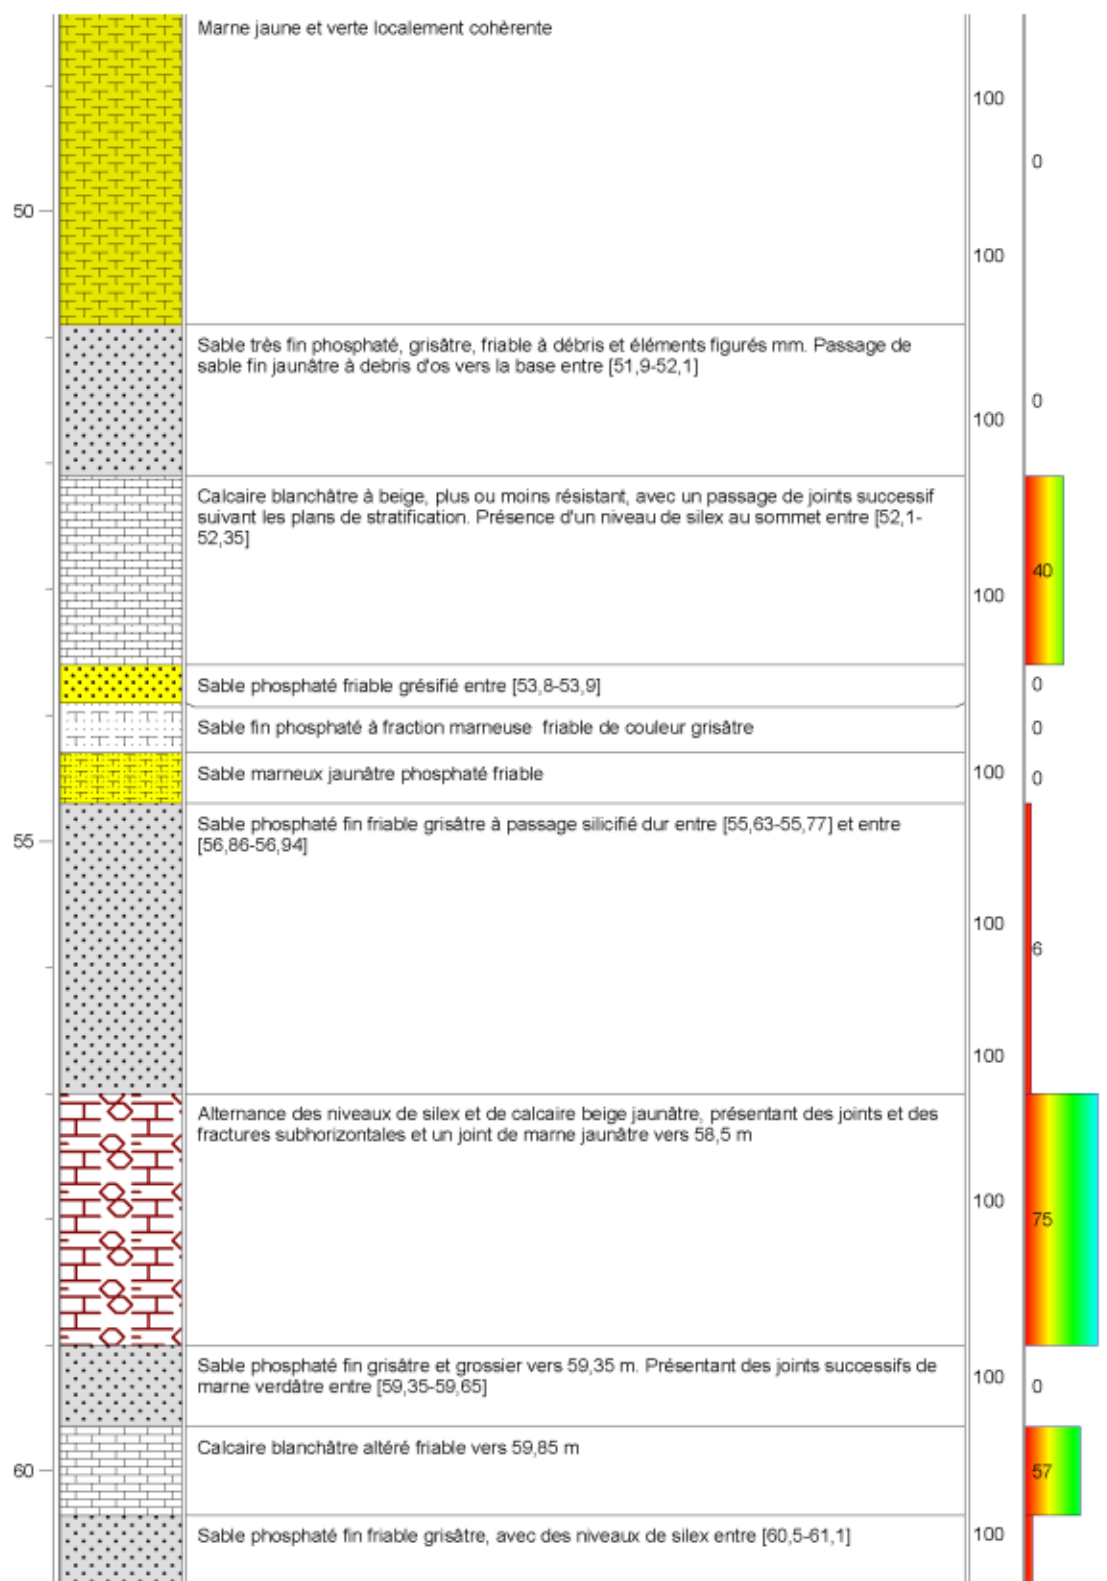 Marne jaune et verte localement cohèrente
100
0
50
100
Sable très fin phosphaté, grisâtre, friable à débris et éléments figurés mm. Passage de
sable fin jaunâtre à debris d'os vers la base entre [51,9-52,1]
0
100
Calcaire blanchâtre à beige, plus ou moins résistant, avec un passage de joints successif
suivant les plans de stratification. Présence d'un niveau de silex au sommet entre [52,1-
52,35]
40
100
Sable phosphaté friable grésifié entre [53,8-53,9]
0
Sable fin phosphaté à fraction marneuse friable de couleur grisâtre
0
Sable marneux jaunâtre phosphaté friable
100
0
Sable phosphaté fin friable grisâtre à passage silicifié dur entre [55,63-55,77] et entre
[56,86-56,94]
55
100
6
100
Alternance des niveaux de silex et de calcaire beige jaunâtre, présentant des joints et des
fractures subhorizontales et un joint de marne jaunâtre vers 58,5 m
100
75
Sable phosphaté fin grisâtre et grossier vers 59,35 m. Présentant des joints successifs de
marne verdâtre entre [59,35-59,65]
100
0
Calcaire blanchâtre altéré friable vers 59,85 m
60
57
Sable phosphaté fin friable grisâtre, avec des niveaux de silex entre [60,5-61,1]
100